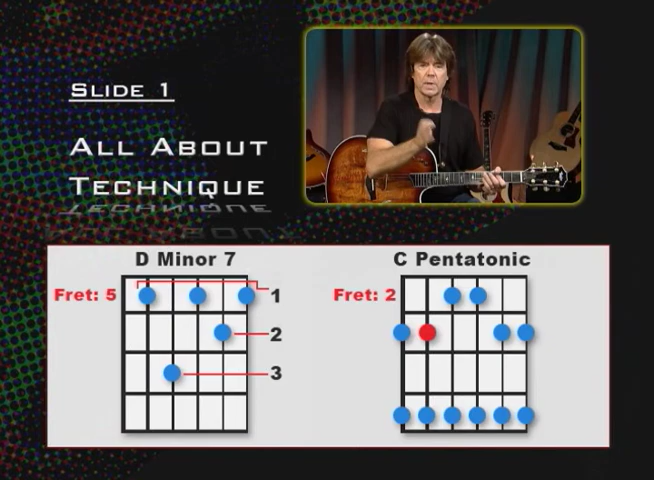 SLIDE 1
ALL ABOUT
TECHNIQUE
D Minor 7
Fret: 5
1
2
3
C Pentatonic
Fret: 2